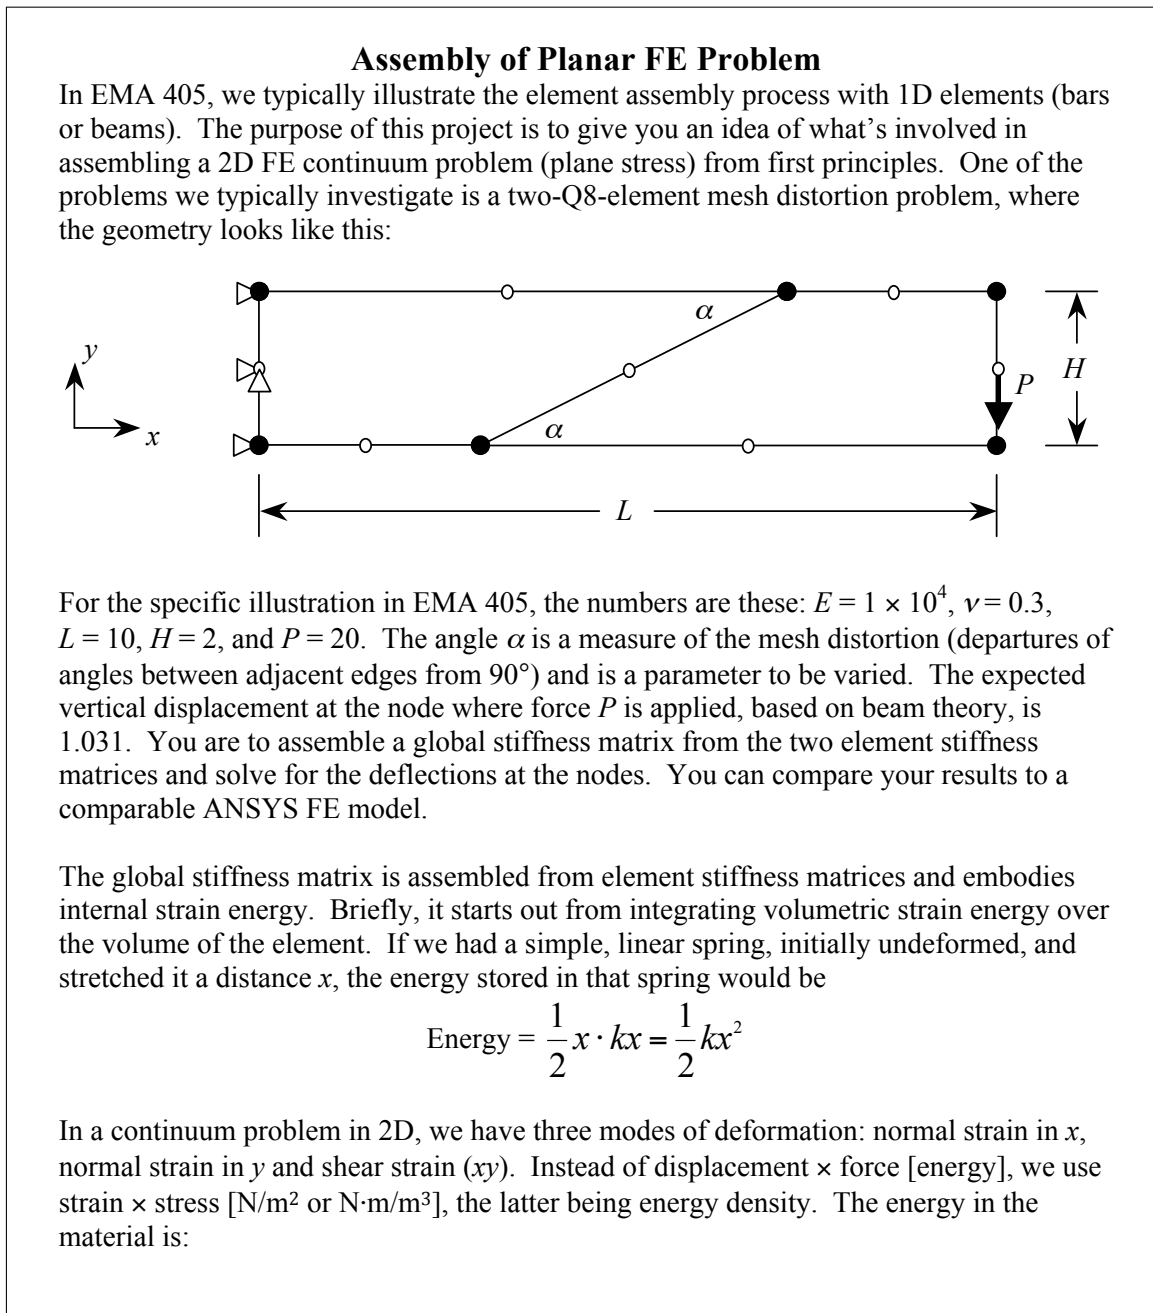 Assembly of Planar FE Problem
In EMA 405, we typically illustrate the element assembly process with 1D elements (bars
or beams).  The purpose of this project is to give you an idea of what’s involved in
assembling a 2D FE continuum problem (plane stress) from first principles.  One of the
problems we typically investigate is a two-Q8-element mesh distortion problem, where
the geometry looks like this:
α
y
P
H
x
α
L
For the specific illustration in EMA 405, the numbers are these: E = 1 × 10⁴, ν = 0.3,
L = 10, H = 2, and P = 20.  The angle α is a measure of the mesh distortion (departures of
angles between adjacent edges from 90°) and is a parameter to be varied.  The expected
vertical displacement at the node where force P is applied, based on beam theory, is
1.031.  You are to assemble a global stiffness matrix from the two element stiffness
matrices and solve for the deflections at the nodes.  You can compare your results to a
comparable ANSYS FE model.
The global stiffness matrix is assembled from element stiffness matrices and embodies
internal strain energy.  Briefly, it starts out from integrating volumetric strain energy over
the volume of the element.  If we had a simple, linear spring, initially undeformed, and
stretched it a distance x, the energy stored in that spring would be
Energy = 1/2 x · kx = 1/2 kx²
In a continuum problem in 2D, we have three modes of deformation: normal strain in x,
normal strain in y and shear strain (xy).  Instead of displacement × force [energy], we use
strain × stress [N/m² or N·m/m³], the latter being energy density.  The energy in the
material is: